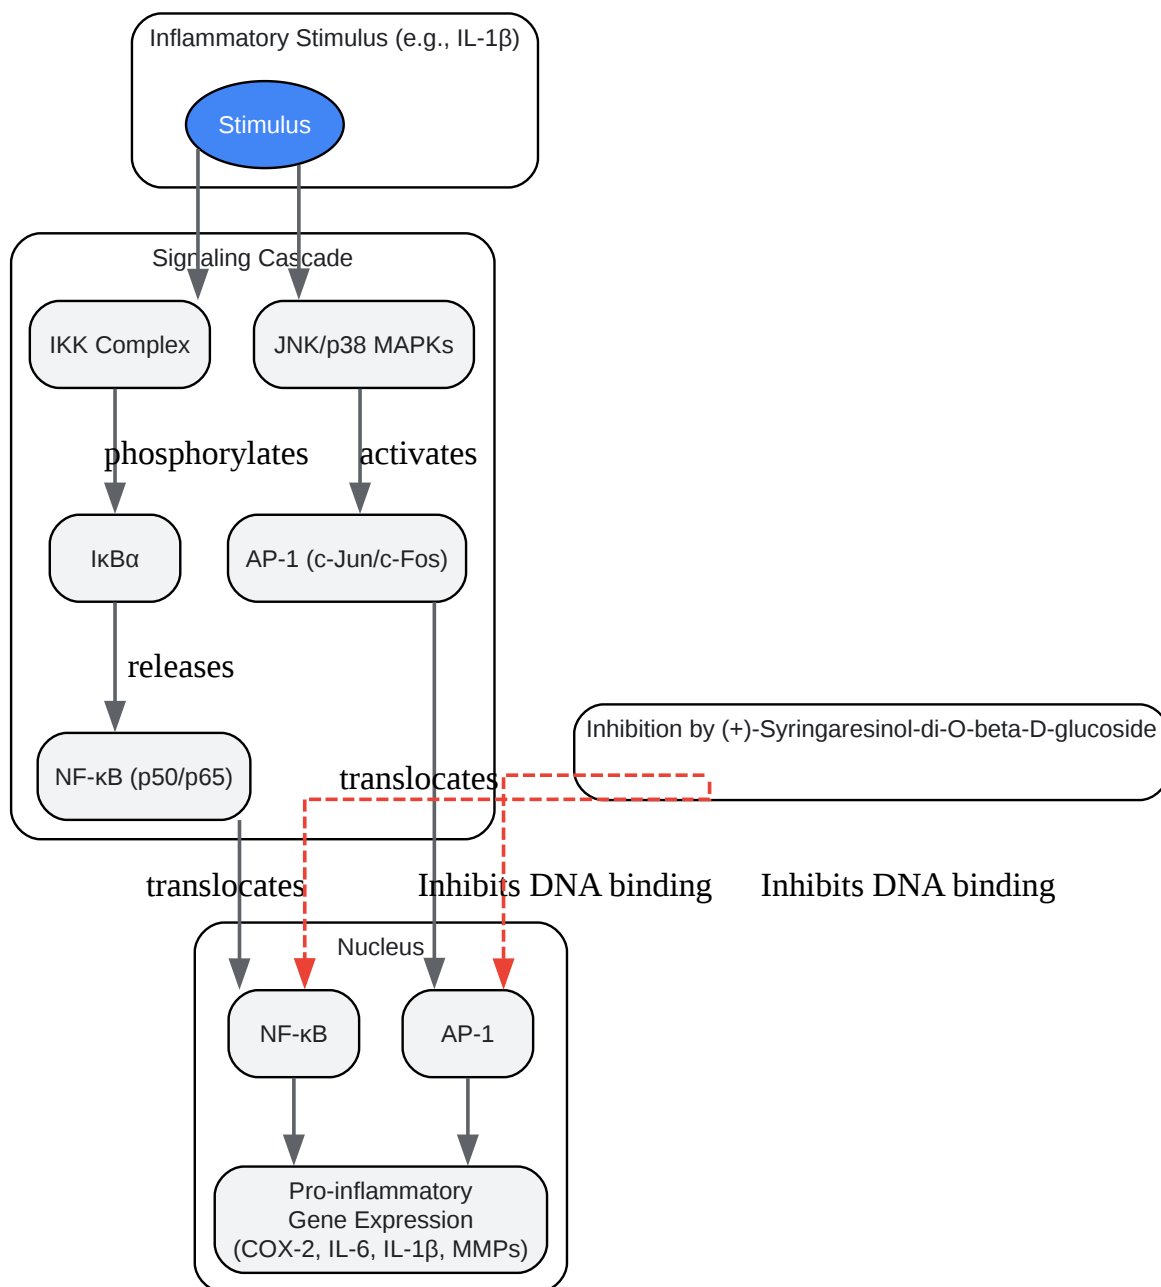 Inflammatory Stimulus (e.g., IL-1β)
Stimulus
Signaling Cascade
IKK Complex
JNK/p38 MAPKs
phosphorylates
activates
IκBα
AP-1 (c-Jun/c-Fos)
releases
Inhibition by (+)-Syringaresinol-di-O-beta-D-glucoside
NF-κB (p50/p65)
translocates
translocates
Inhibits DNA binding
Inhibits DNA binding
Nucleus
NF-κB
AP-1
Pro-inflammatory
Gene Expression
(COX-2, IL-6, IL-1β, MMPs)